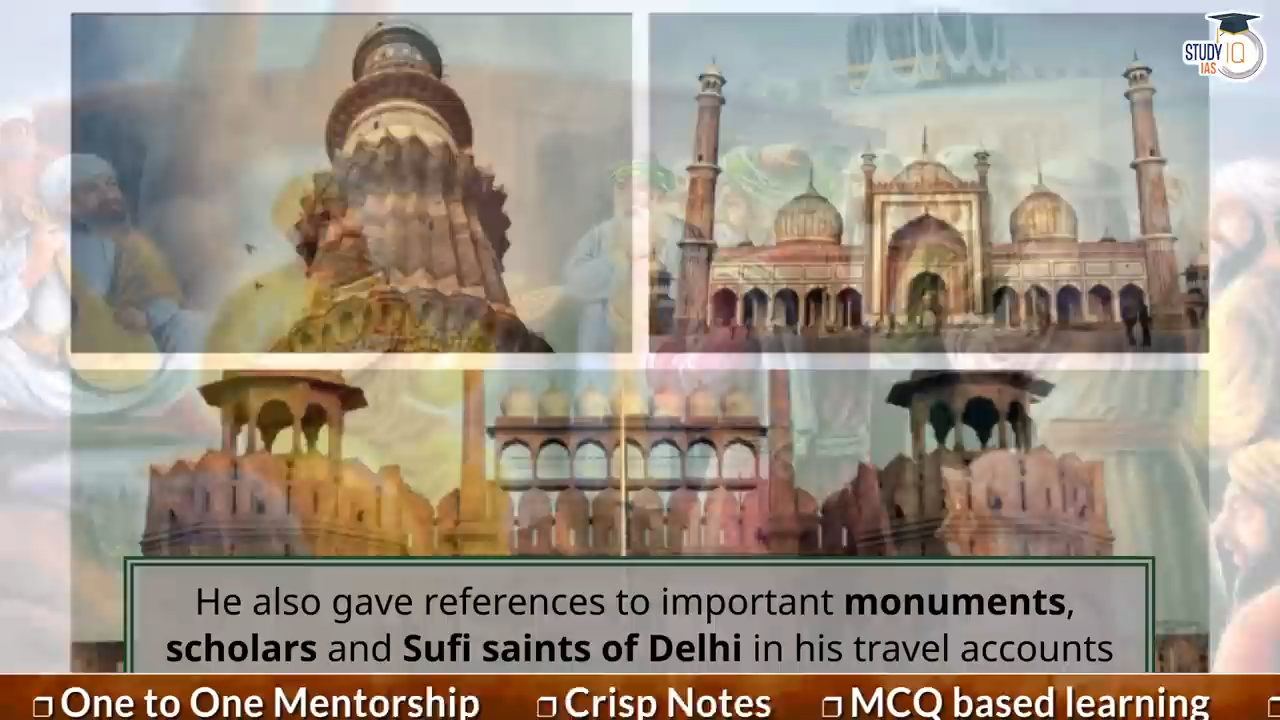 STUDY IQ
IAS
He also gave references to important monuments,
scholars and Sufi saints of Delhi in his travel accounts
One to One Mentorship Crisp Notes MCQ based learning